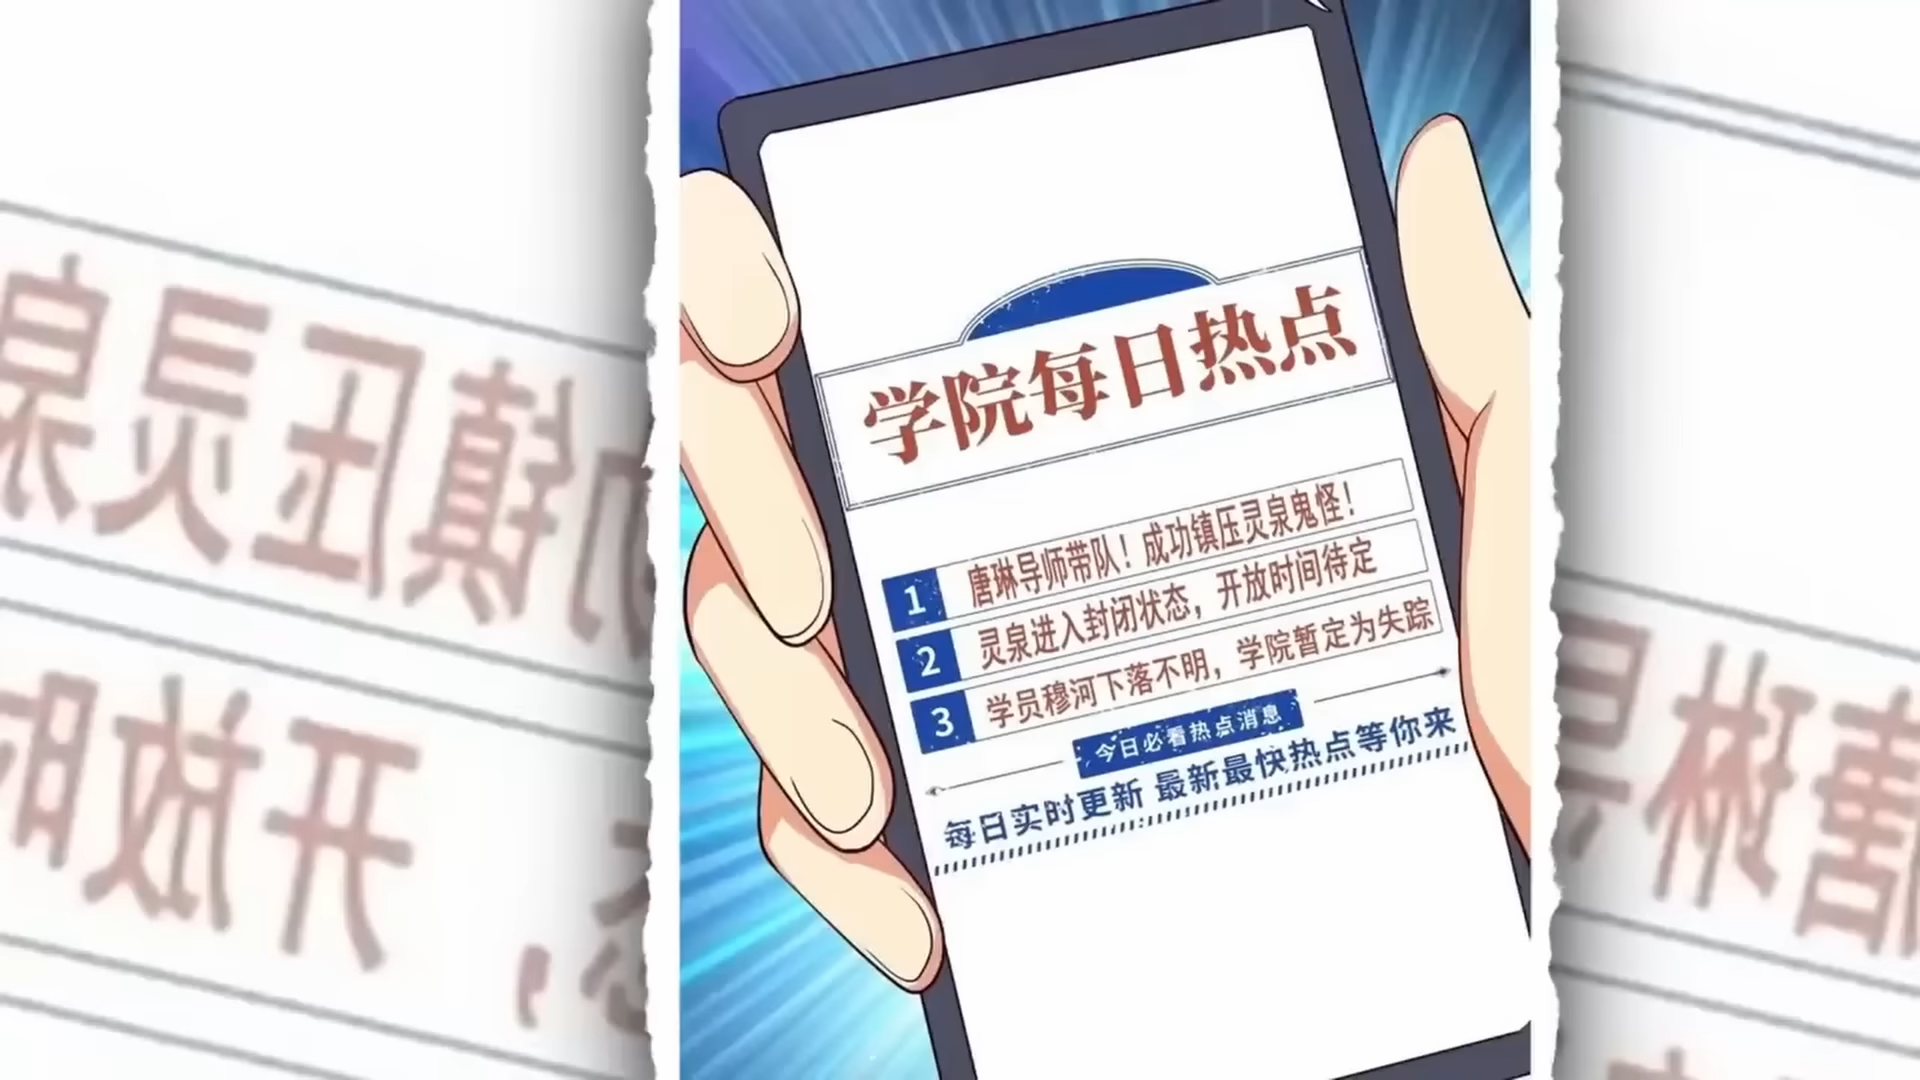 学院每日热点
1 唐琳导师带队！成功镇压灵泉鬼怪！
2 灵泉进入封闭状态，开放时间待定
3 学员穆河下落不明，学院暂定为失踪
今日必看热点消息
每日实时更新 最新最快热点等你来